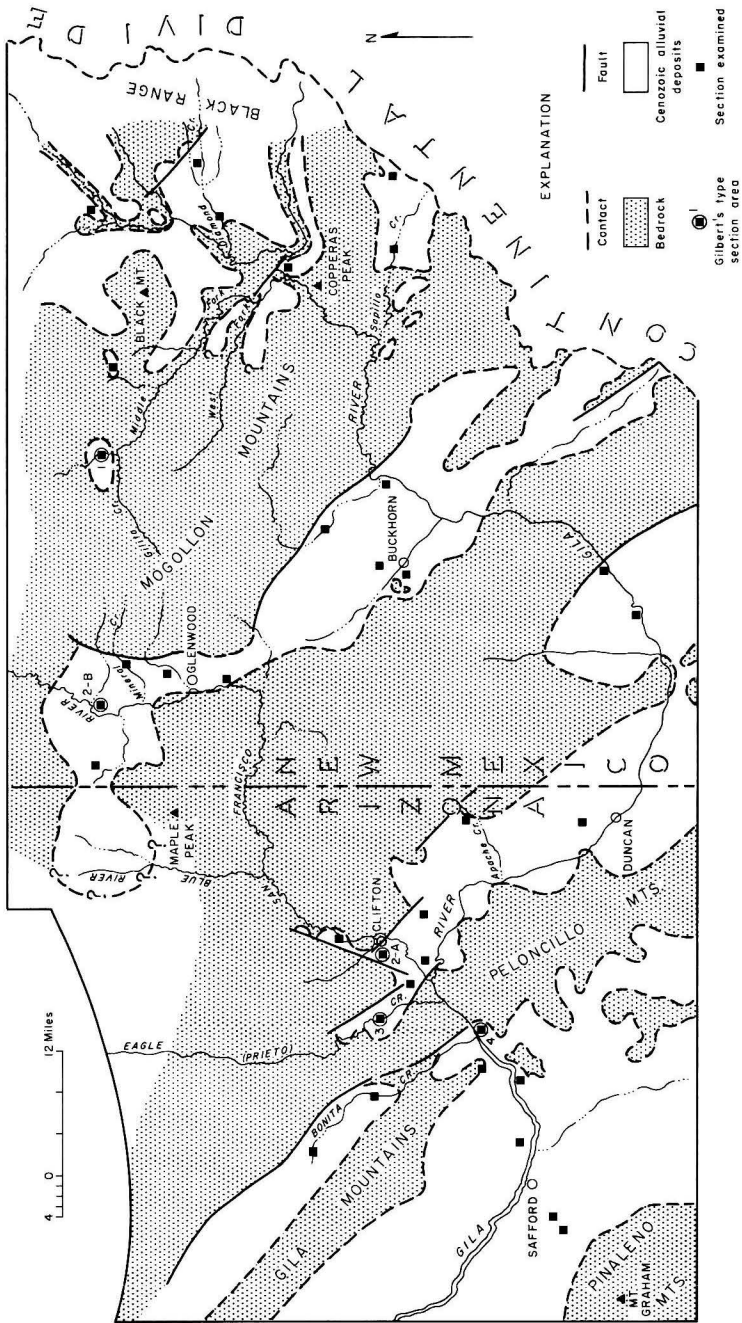 CONTINENTAL DIVIDE
BLACK RANGE
N
Cr.
Diamond
BLACK MT.
East
Fork
COPPERAS PEAK
Middle
Fork
West
Sapillo Cr.
RIVER
1
Gilita Cr.
MOGOLLON MOUNTAINS
BUCKHORN
GILA
GLENWOOD
Mineral Cr.
2-B
RIVER
FRANCISCO
SAN
NEW MEXICO
ARIZONA
MAPLE PEAK
BLUE RIVER
Apache Cr.
DUNCAN
CLIFTON
2-A
RIVER
PELONCILLO MTS.
EAGLE (PRIETO) CR.
3
4
BONITA CR.
GILA MOUNTAINS
GILA
SAFFORD
PINALENO MTS.
MT. GRAHAM
4 0 12 Miles
EXPLANATION
Contact
Fault
Bedrock
Cenozoic alluvial
deposits
1
Gilbert's type
section area
Section examined